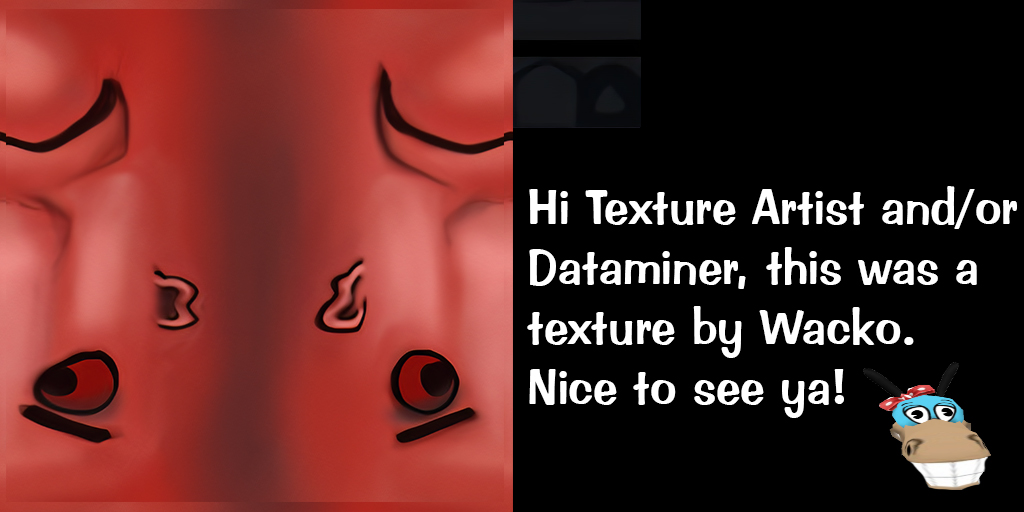 Hi Texture Artist and/or
Dataminer, this was a
texture by Wacko.
Nice to see ya!